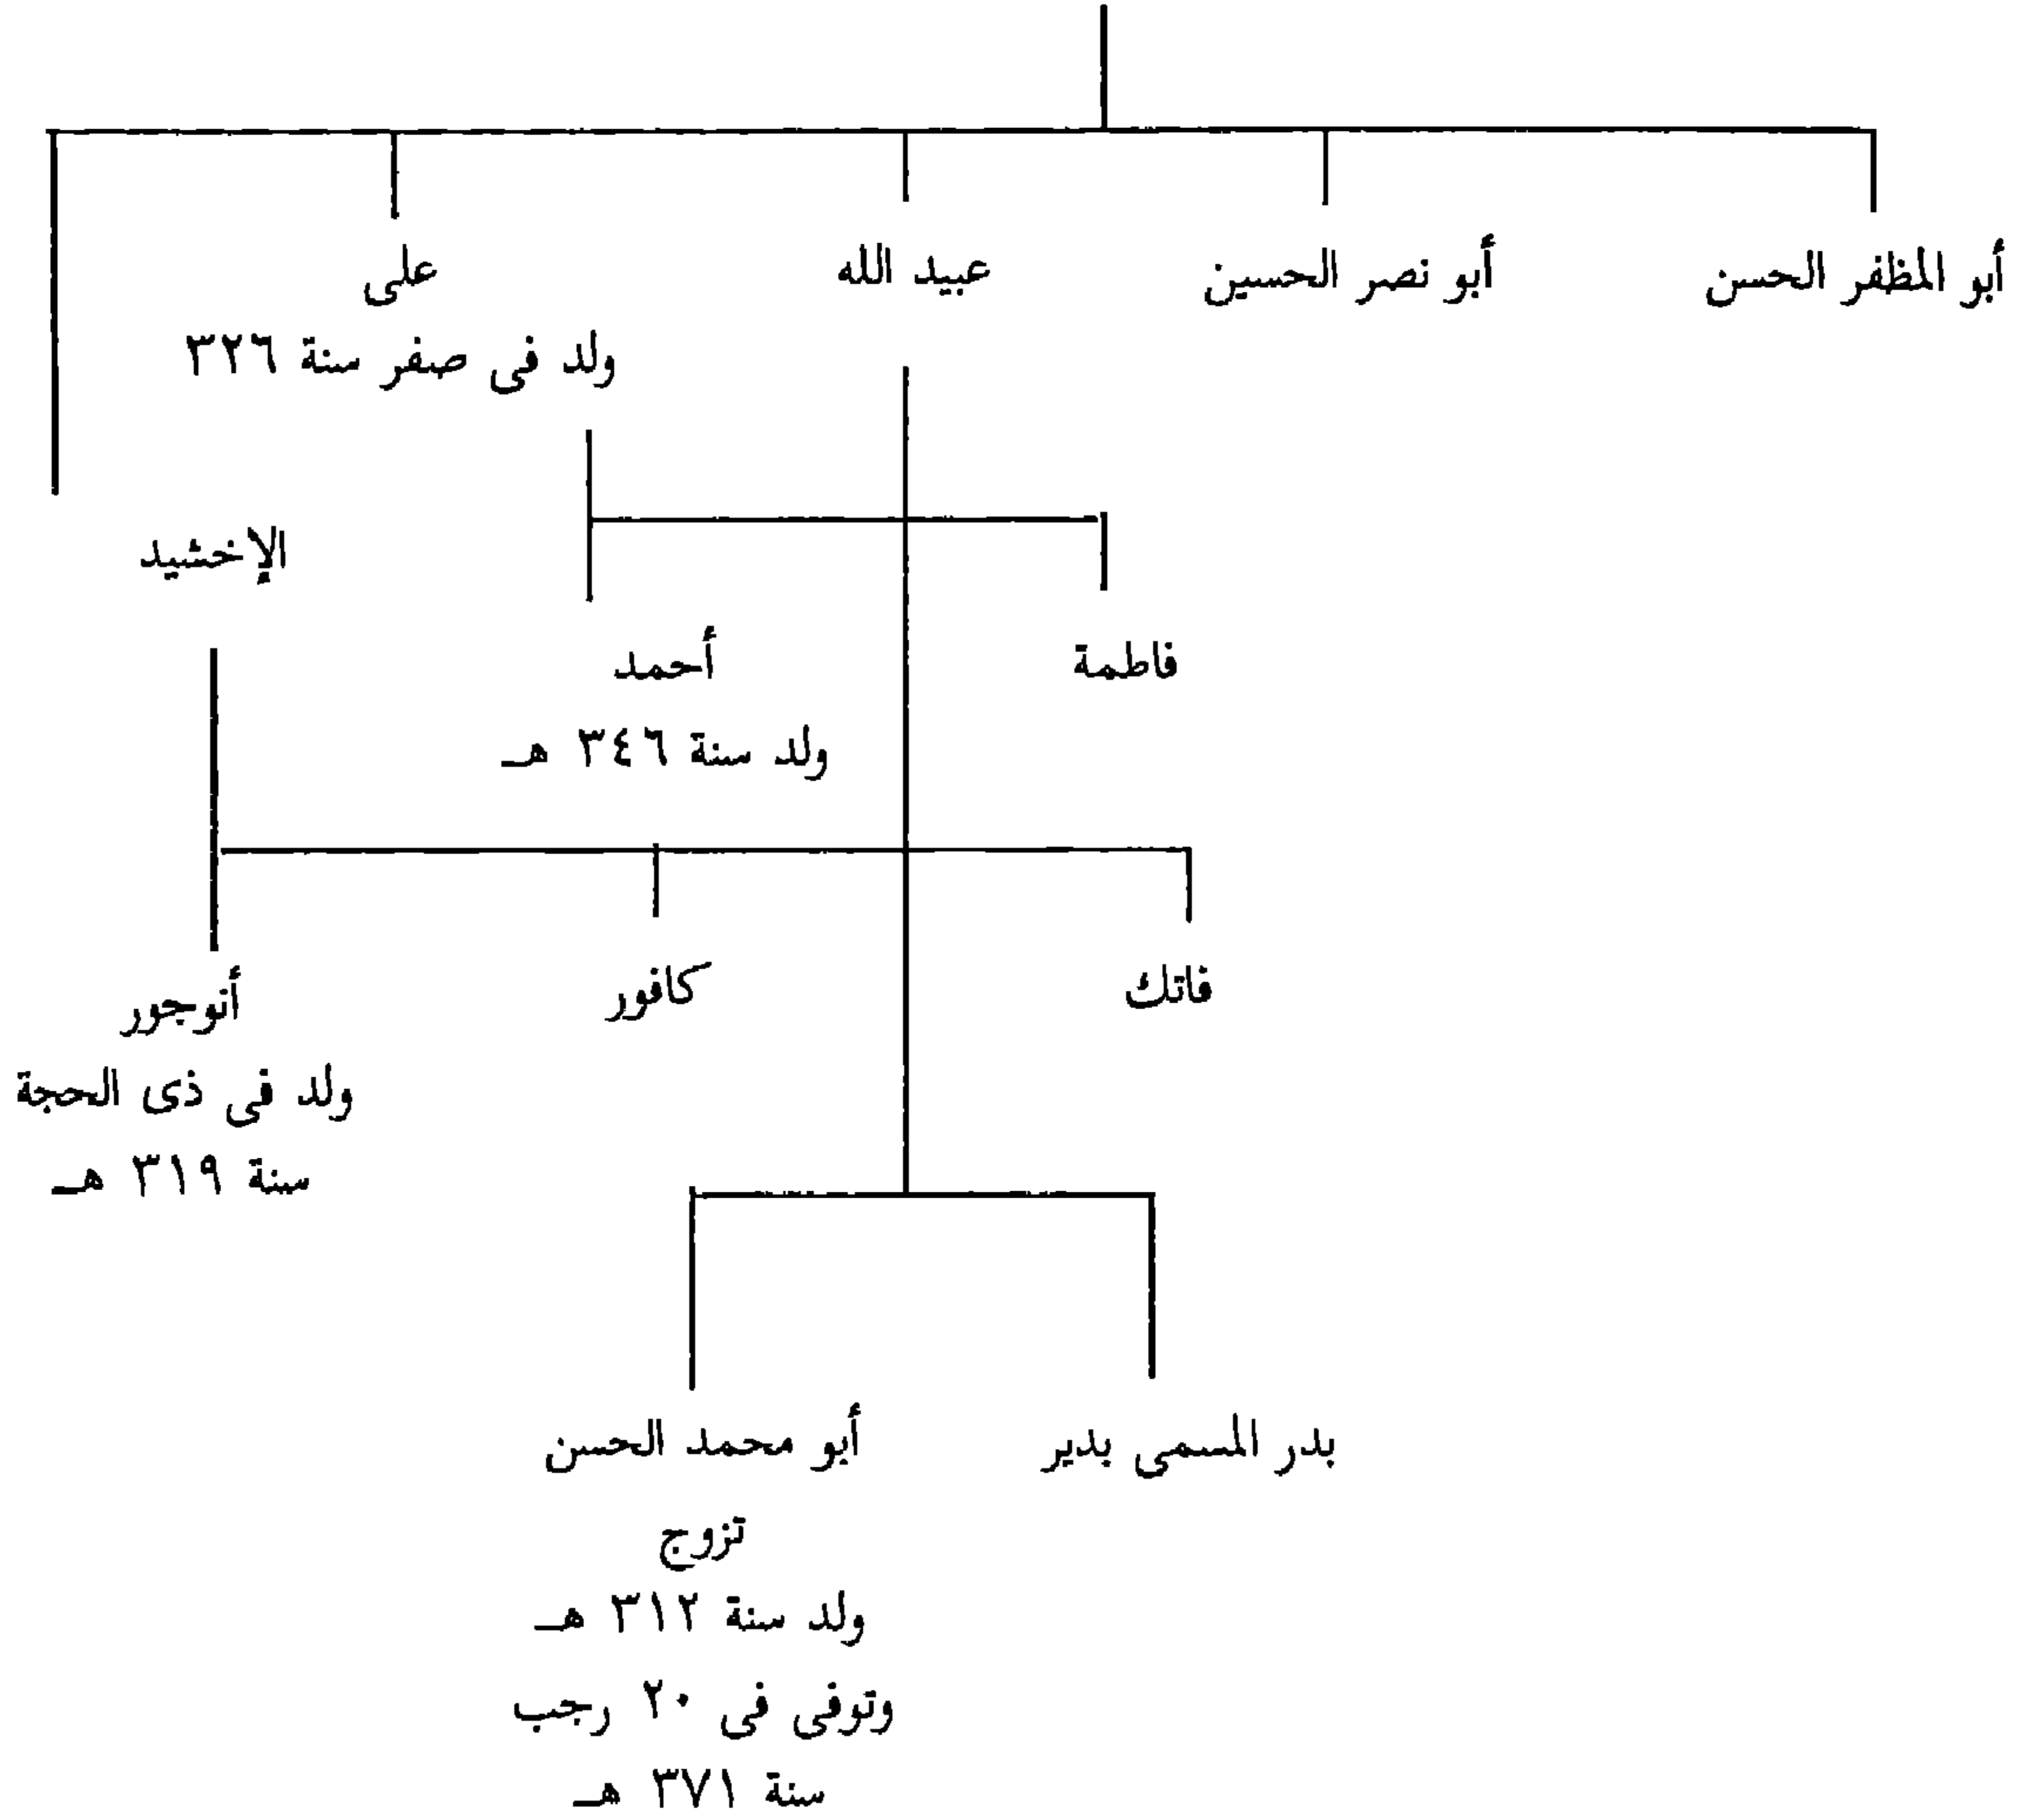 أبو المظفر الحسن
أبو نصر الحسين
عبيد الله
على
ولد فى صفر سنة ٣٢٦
الإخشيد
فاطمة
أحمد
ولد سنة ٣٤٦ هـ
فاتك
كافور
أنوجور
ولد فى ذى الحجة
سنة ٣١٩ هـ
بدر المسمى بدير
أبو محمد الحسن
تزوج
ولد سنة ٣١٢ هـ
وتوفى فى ٢٠ رجب
سنة ٣٧١ هـ